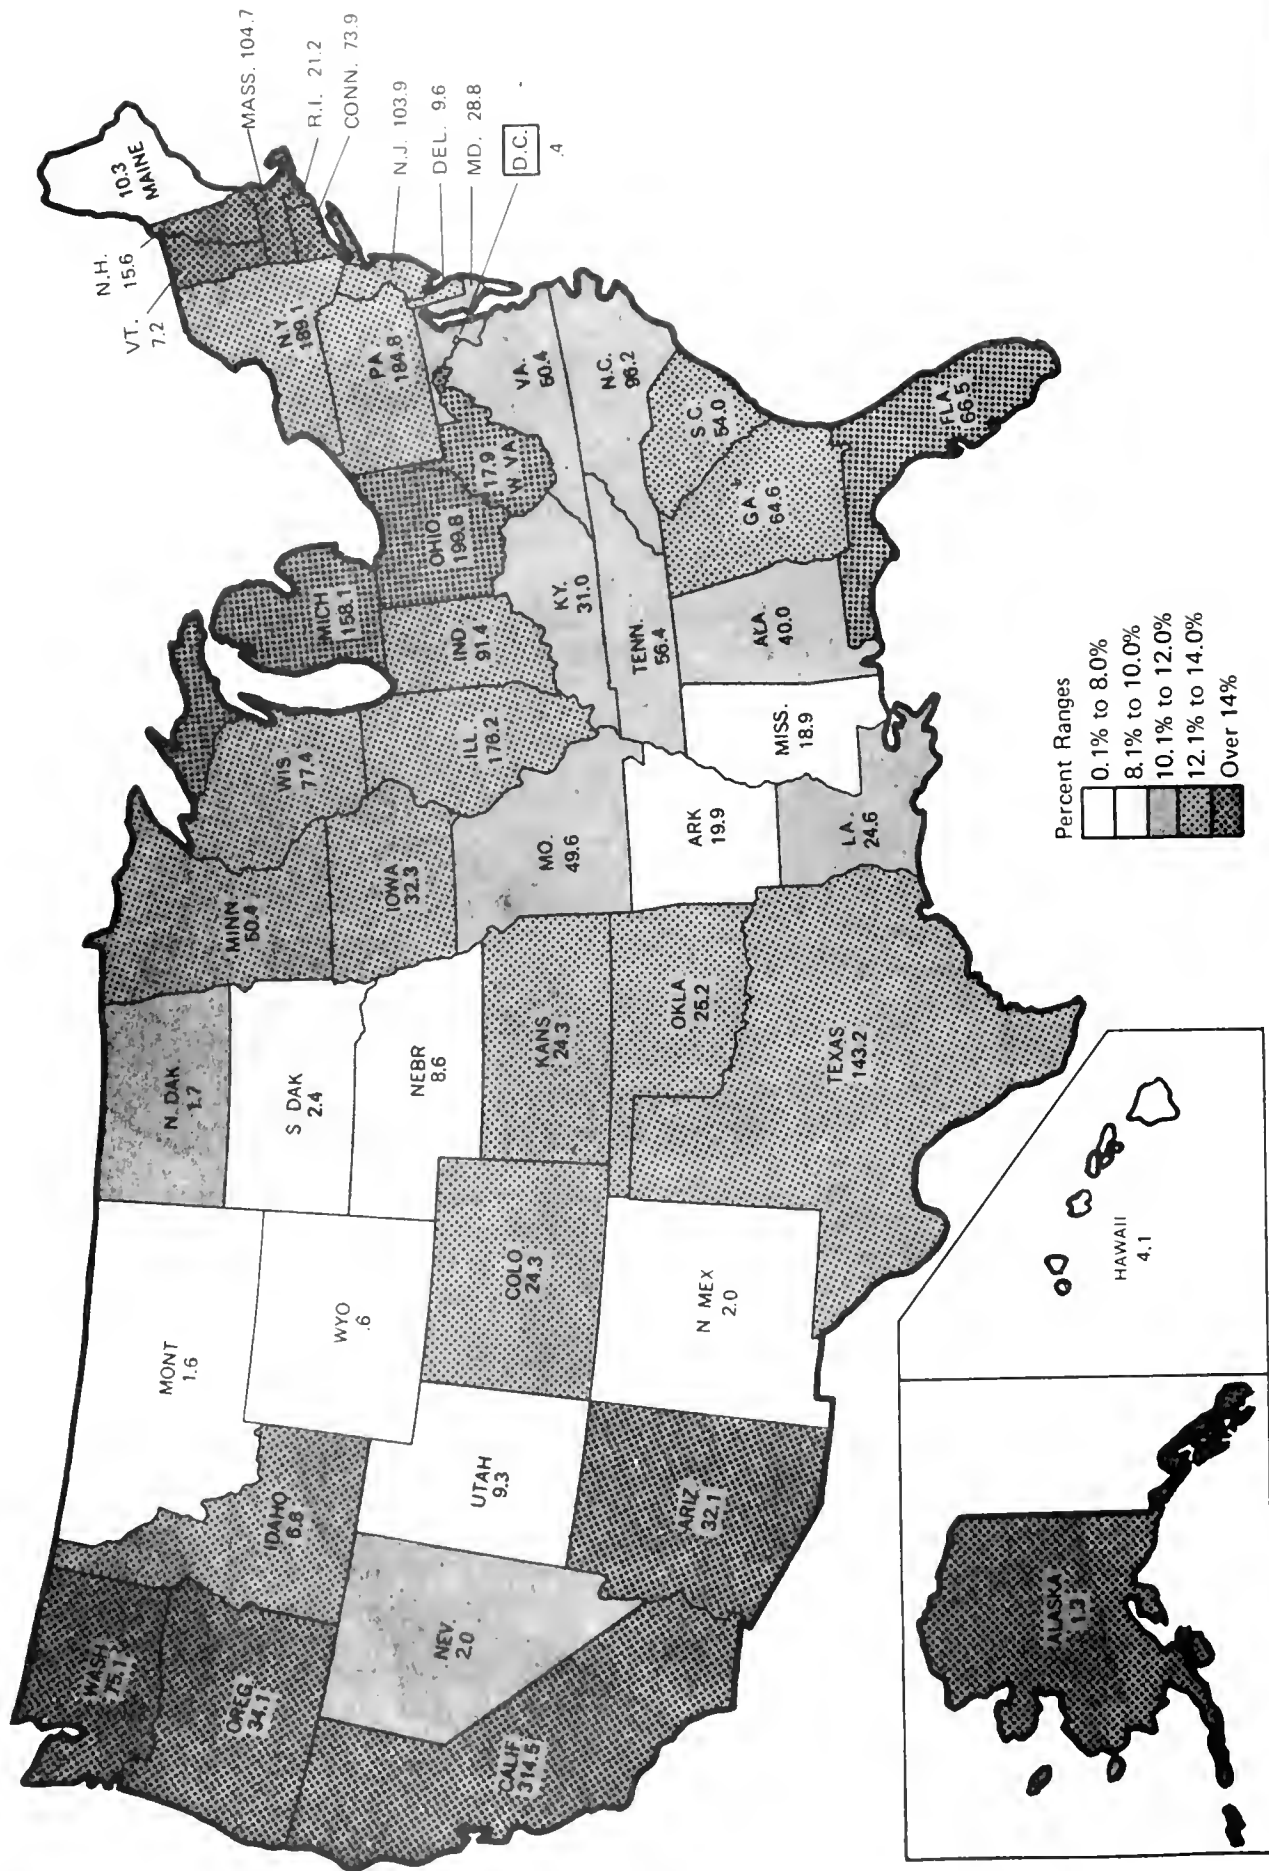 WASH
75.1
OREG
34.1
CALIF
314.5
NEV.
2.0
IDAHO
6.8
MONT
1.6
WYO
.6
UTAH
9.3
ARIZ
32.1
COLO
24.3
N MEX
2.0
N. DAK
1.7
S DAK
2.4
NEBR
8.6
KANS
24.3
OKLA
25.2
TEXAS
143.2
MINN
50.4
IOWA
32.3
MO.
49.6
ARK
19.9
LA.
24.6
WIS
77.4
ILL.
178.2
MICH
158.1
IND
91.4
OHIO
199.8
KY.
31.0
TENN.
56.4
MISS.
18.9
ALA.
40.0
GA.
64.6
FLA.
66.5
S.C.
54.0
N.C.
96.2
VA.
50.4
W VA
17.9
PA
184.8
N.Y.
189.1
VT.
7.2
N.H.
15.6
10.3
MAINE
MASS. 104.7
R.I. 21.2
CONN. 73.9
N.J. 103.9
DEL. 9.6
MD. 28.8
D.C.
.4
ALASKA
1.3
HAWAII
4.1
Percent Ranges
0.1% to 8.0%
8.1% to 10.0%
10.1% to 12.0%
12.1% to 14.0%
Over 14%